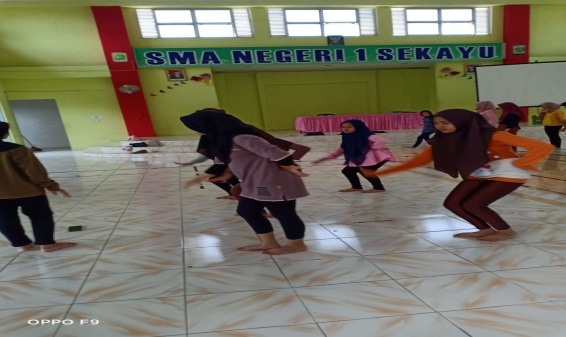 SMA NEGERI 1 SEKAYU
OPPO F9